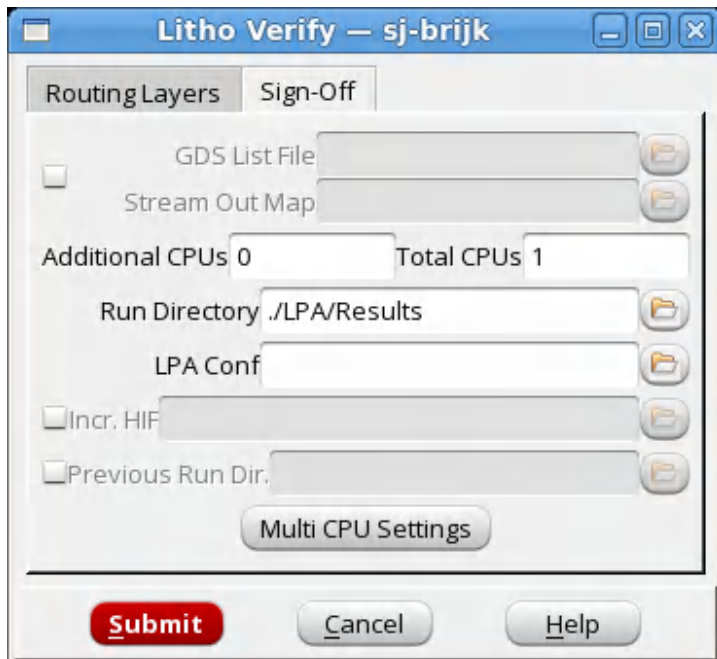 Litho Verify — sj-brijk
Routing Layers Sign-Off
GDS List File
Stream Out Map
Additional CPUs 0 Total CPUs 1
Run Directory ./LPA/Results
LPA Conf
Incr. HIF
Previous Run Dir.
Multi CPU Settings
Submit Cancel Help